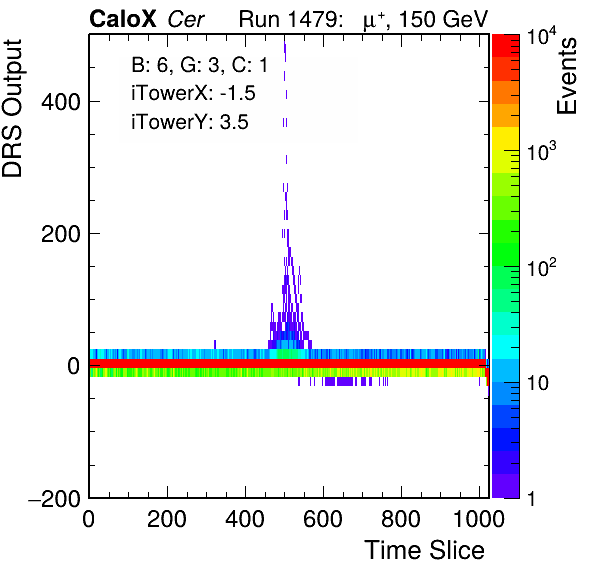 CaloX Cer Run 1479: μ⁺, 150 GeV
B: 6, G: 3, C: 1
iTowerX: -1.5
iTowerY: 3.5
DRS Output
400
200
0
−200
0 200 400 600 800 1000
Time Slice
10⁴
10³
10²
10
1
Events